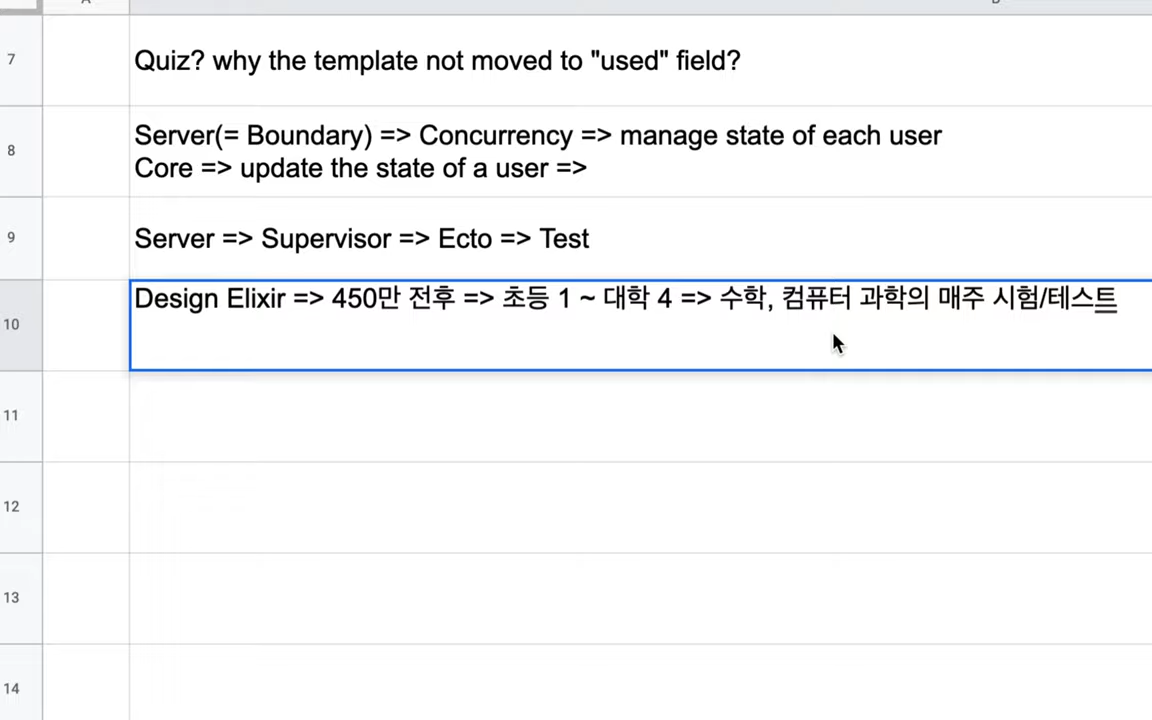 7
Quiz? why the template not moved to "used" field?
8
Server(= Boundary) => Concurrency => manage state of each user
Core => update the state of a user =>
9
Server => Supervisor => Ecto => Test
10
Design Elixir => 450만 전후 => 초등 1 ~ 대학 4 => 수학, 컴퓨터 과학의 매주 시험/테스트
11
12
13
14